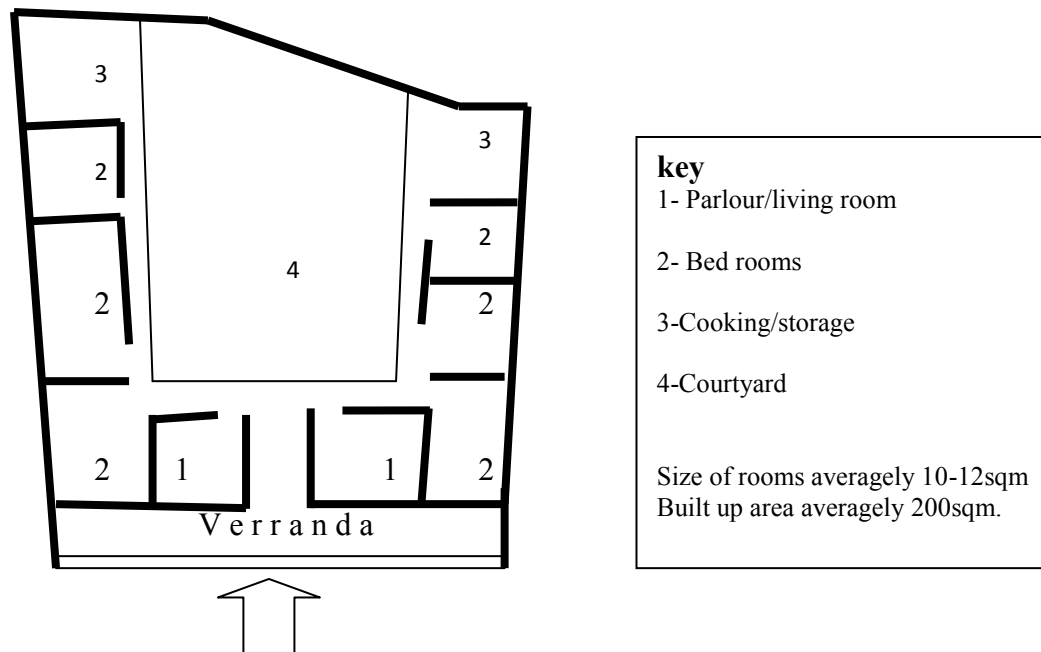 3
3
2
2
4
2
2
2
1
1
2
Verranda
key
1- Parlour/living room
2- Bed rooms
3-Cooking/storage
4-Courtyard
Size of rooms averagely 10-12sqm
Built up area averagely 200sqm.